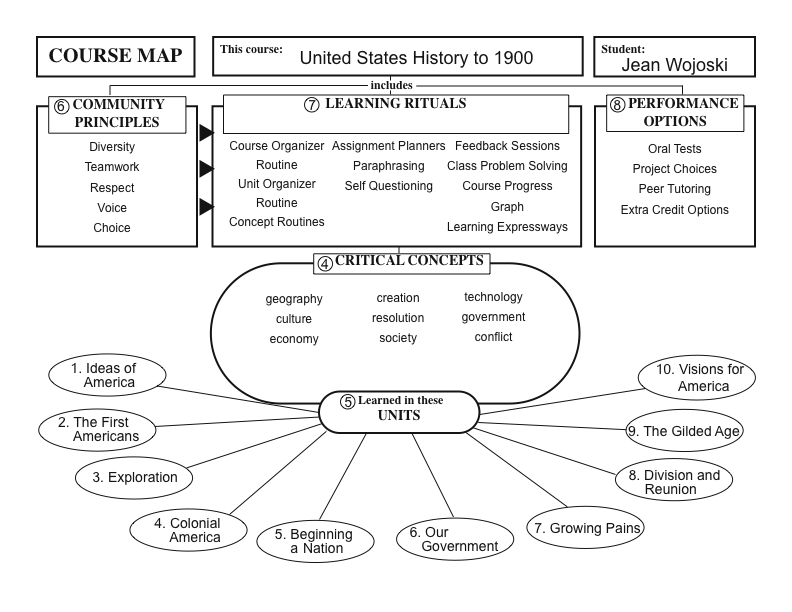 COURSE MAP
This course:
United States History to 1900
Student:
Jean Wojoski
includes
6 COMMUNITY
PRINCIPLES
Diversity
Teamwork
Respect
Voice
Choice
7 LEARNING RITUALS
Course Organizer
Routine
Unit Organizer
Routine
Concept Routines
Assignment Planners
Paraphrasing
Self Questioning
Feedback Sessions
Class Problem Solving
Course Progress
Graph
Learning Expressways
8 PERFORMANCE
OPTIONS
Oral Tests
Project Choices
Peer Tutoring
Extra Credit Options
4 CRITICAL CONCEPTS
geography
culture
economy
creation
resolution
society
technology
government
conflict
5 Learned in these
UNITS
1. Ideas of
America
2. The First
Americans
3. Exploration
4. Colonial
America
5. Beginning
a Nation
6. Our
Government
7. Growing Pains
8. Division and
Reunion
9. The Gilded Age
10. Visions for
America